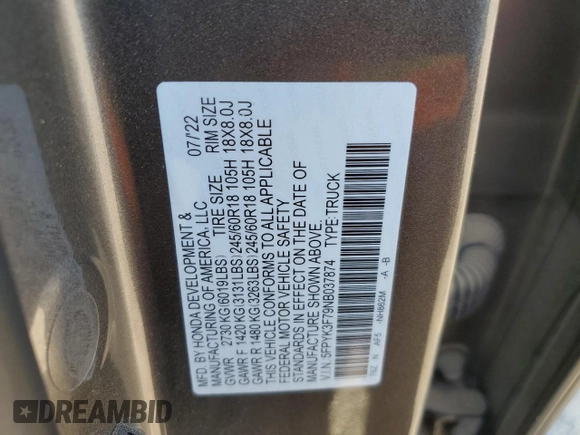 MFD. BY HONDA DEVELOPMENT & 07/'22
MANUFACTURING OF AMERICA, LLC
TIRE SIZE RIM SIZE
GVWR 2730 KG(6019LBS)
GAWR F 1420 KG(3131LBS) 245/60R18 105H 18X8.0J
GAWR R 1480 KG(3263LBS) 245/60R18 105H 18X8.0J
THIS VEHICLE CONFORMS TO ALL APPLICABLE
FEDERAL MOTOR VEHICLE SAFETY
STANDARDS IN EFFECT ON THE DATE OF
MANUFACTURE SHOWN ABOVE.
V.I.N. 5FPYK3F79NB037874 TYPE:TRUCK
N AF5 -NH862M -A -B
DREAMBID